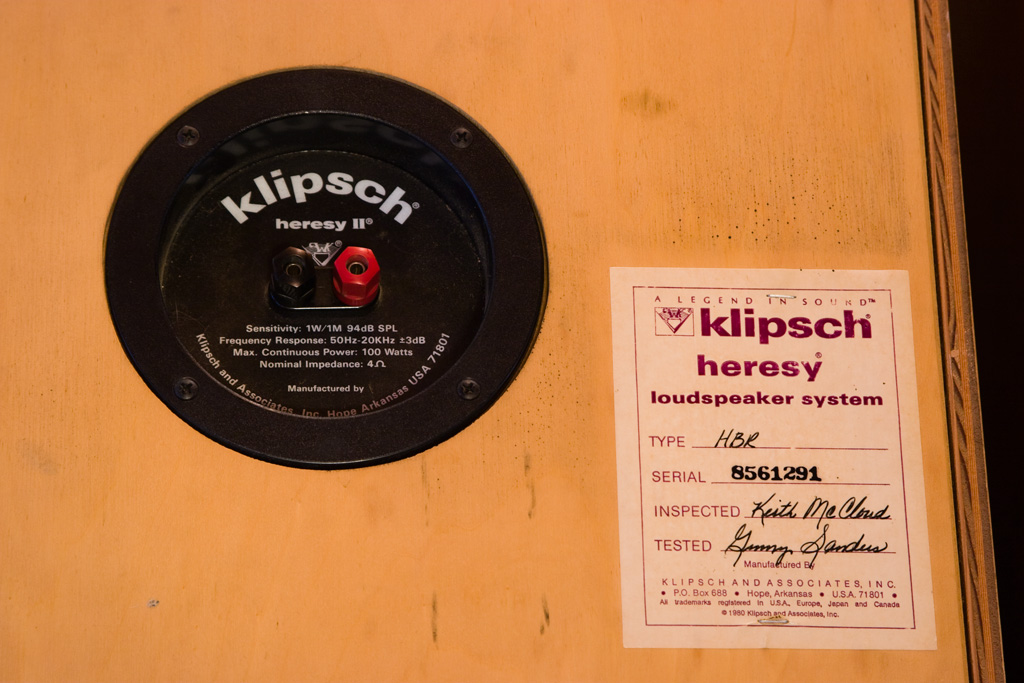 klipsch®
heresy II®
PWK®
Sensitivity: 1W/1M 94dB SPL
Frequency Response: 50Hz-20KHz ±3dB
Max. Continuous Power: 100 Watts
Nominal Impedance: 4Ω
Manufactured by
Klipsch and Associates, Inc. Hope Arkansas USA 71801
A LEGEND IN SOUND™
klipsch®
heresy®
loudspeaker system
TYPE HBR
SERIAL 8561291
INSPECTED Keith McCloud
TESTED Ginny Sanders
Manufactured By
KLIPSCH AND ASSOCIATES, INC.
• P.O. Box 688 • Hope, Arkansas • U.S.A. 71801 •
All trademarks registered in U.S.A., Europe, Japan and Canada
© 1980 Klipsch and Associates, Inc.